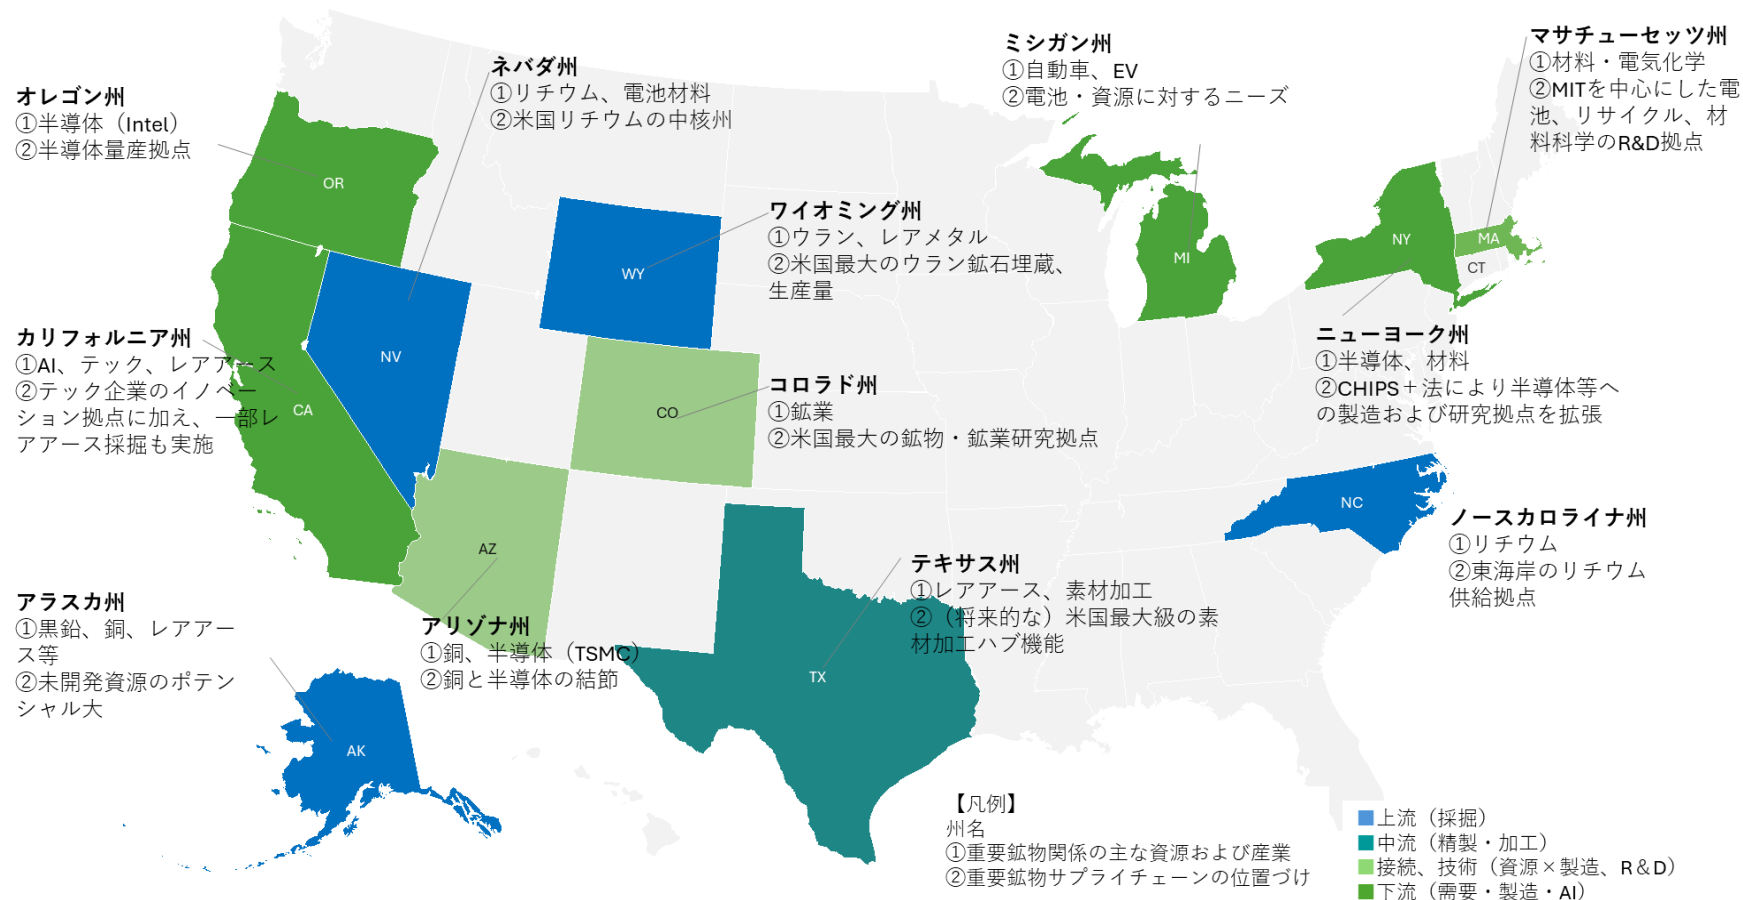 オレゴン州
①半導体（Intel）
②半導体量産拠点
ネバダ州
①リチウム、電池材料
②米国リチウムの中核州
ミシガン州
①自動車、EV
②電池・資源に対するニーズ
マサチューセッツ州
①材料・電気化学
②MITを中心にした電
池、リサイクル、材
料科学のR&D拠点
ワイオミング州
①ウラン、レアメタル
②米国最大のウラン鉱石埋蔵、
生産量
カリフォルニア州
①AI、テック、レアアース
②テック企業のイノベー
ション拠点に加え、一部レ
アアース採掘も実施
コロラド州
①鉱業
②米国最大の鉱物・鉱業研究拠点
ニューヨーク州
①半導体、材料
②CHIPS＋法により半導体等へ
の製造および研究拠点を拡張
ノースカロライナ州
①リチウム
②東海岸のリチウム
供給拠点
アラスカ州
①黒鉛、銅、レアアー
ス等
②未開発資源のポテン
シャル大
アリゾナ州
①銅、半導体（TSMC）
②銅と半導体の結節
テキサス州
①レアアース、素材加工
②（将来的な）米国最大級の素
材加工ハブ機能
OR
CA
NV
WY
CO
AZ
TX
AK
MI
NY
MA
CT
NC
【凡例】
州名
①重要鉱物関係の主な資源および産業
②重要鉱物サプライチェーンの位置づけ
上流（採掘）
中流（精製・加工）
接続、技術（資源×製造、R＆D）
下流（需要・製造・AI）